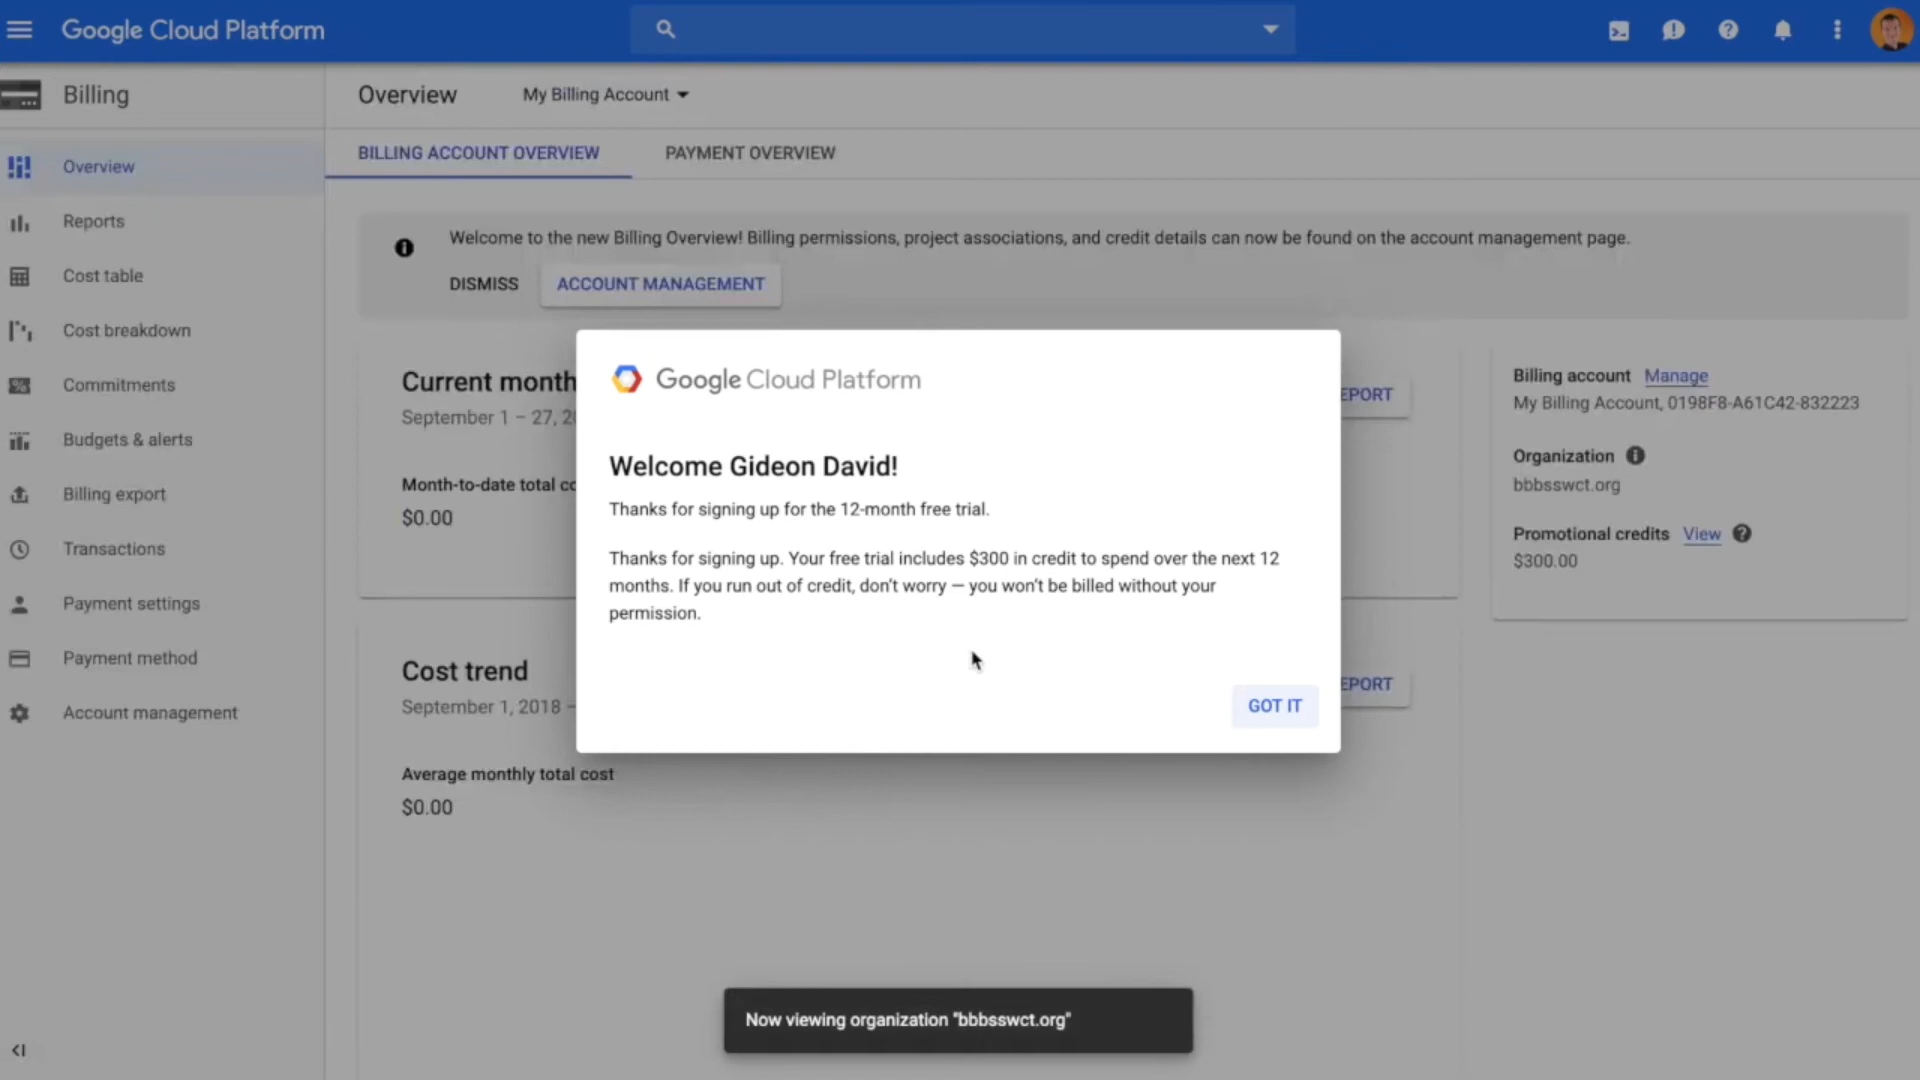 Google Cloud Platform
Billing
Overview
My Billing Account
Overview
Reports
Cost table
Cost breakdown
Commitments
Budgets & alerts
Billing export
Transactions
Payment settings
Payment method
Account management
BILLING ACCOUNT OVERVIEW
PAYMENT OVERVIEW
Welcome to the new Billing Overview! Billing permissions, project associations, and credit details can now be found on the account management page.
DISMISS
ACCOUNT MANAGEMENT
Current month
September 1 – 27, 2
EPORT
Month-to-date total co
$0.00
Cost trend
September 1, 2018 –
EPORT
Average monthly total cost
$0.00
Google Cloud Platform
Welcome Gideon David!
Thanks for signing up for the 12-month free trial.
Thanks for signing up. Your free trial includes $300 in credit to spend over the next 12
months. If you run out of credit, don't worry — you won't be billed without your
permission.
GOT IT
Billing account Manage
My Billing Account, 0198F8-A61C42-832223
Organization
bbbsswct.org
Promotional credits View
$300.00
Now viewing organization "bbbsswct.org"